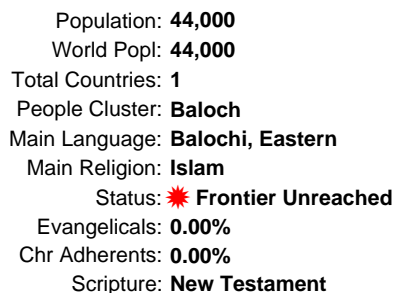 Population: 44,000
World Popl: 44,000
Total Countries: 1
People Cluster: Baloch
Main Language: Balochi, Eastern
Main Religion: Islam
Status: Frontier Unreached
Evangelicals: 0.00%
Chr Adherents: 0.00%
Scripture: New Testament